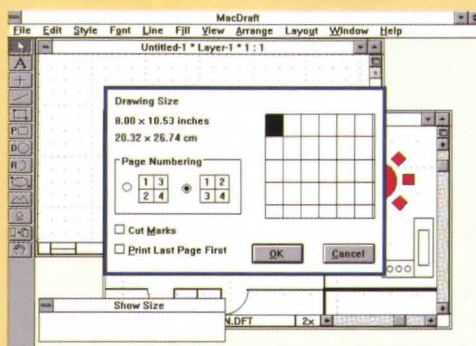 MacDraft
File Edit Style Font Line Fill View Arrange Layout Window Help
Untitled-1 * Layer-1 * 1 : 1
A
Drawing Size
8.00 x 10.53 inches
20.32 x 26.74 cm
Page Numbering
1 3 1 2
2 4 3 4
Cut Marks
Print Last Page First
OK Cancel
Show Size
N.DFT 2x